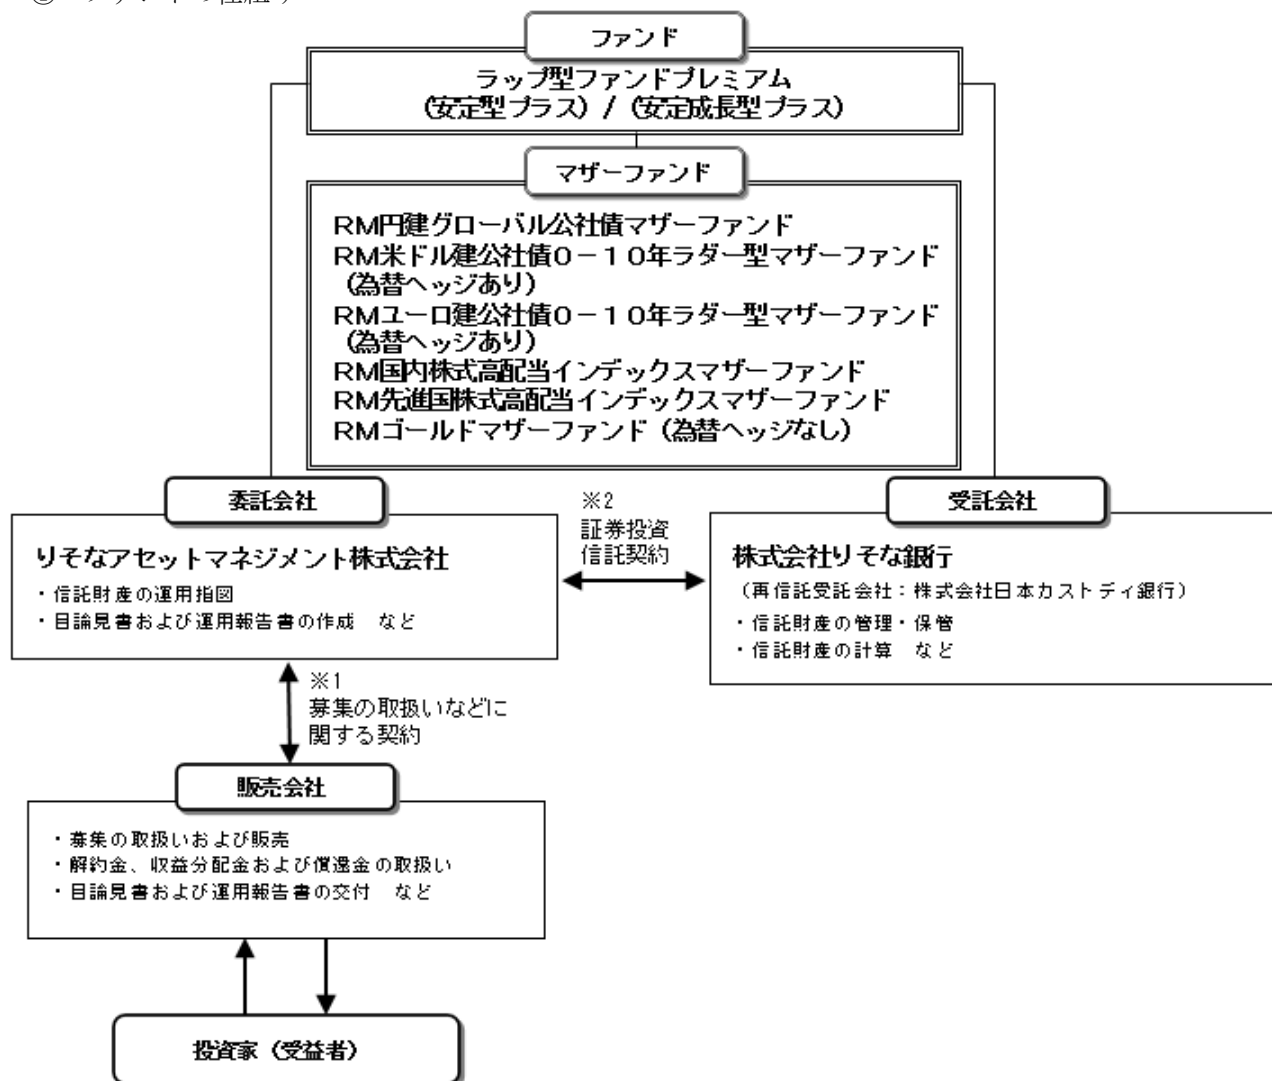 ファンドの仕組み
ファンド
ラップ型ファンドプレミアム
(安定型プラス) / (安定成長型プラス)
マザーファンド
RM円建グローバル公社債マザーファンド
RM米ドル建公社債0－10年ラダー型マザーファンド
(為替ヘッジあり)
RMユーロ建公社債0－10年ラダー型マザーファンド
(為替ヘッジあり)
RM国内株式高配当インデックスマザーファンド
RM先進国株式高配当インデックスマザーファンド
RMゴールドマザーファンド (為替ヘッジなし)
委託会社
りそなアセットマネジメント株式会社
・信託財産の運用指図
・目論見書および運用報告書の作成　など
※2
証券投資
信託契約
受託会社
株式会社りそな銀行
（再信託受託会社：株式会社日本カストディ銀行）
・信託財産の管理・保管
・信託財産の計算　など
※1
募集の取扱いなどに
関する契約
販売会社
・募集の取扱いおよび販売
・解約金、収益分配金および償還金の取扱い
・目論見書および運用報告書の交付　など
投資家 (受益者)